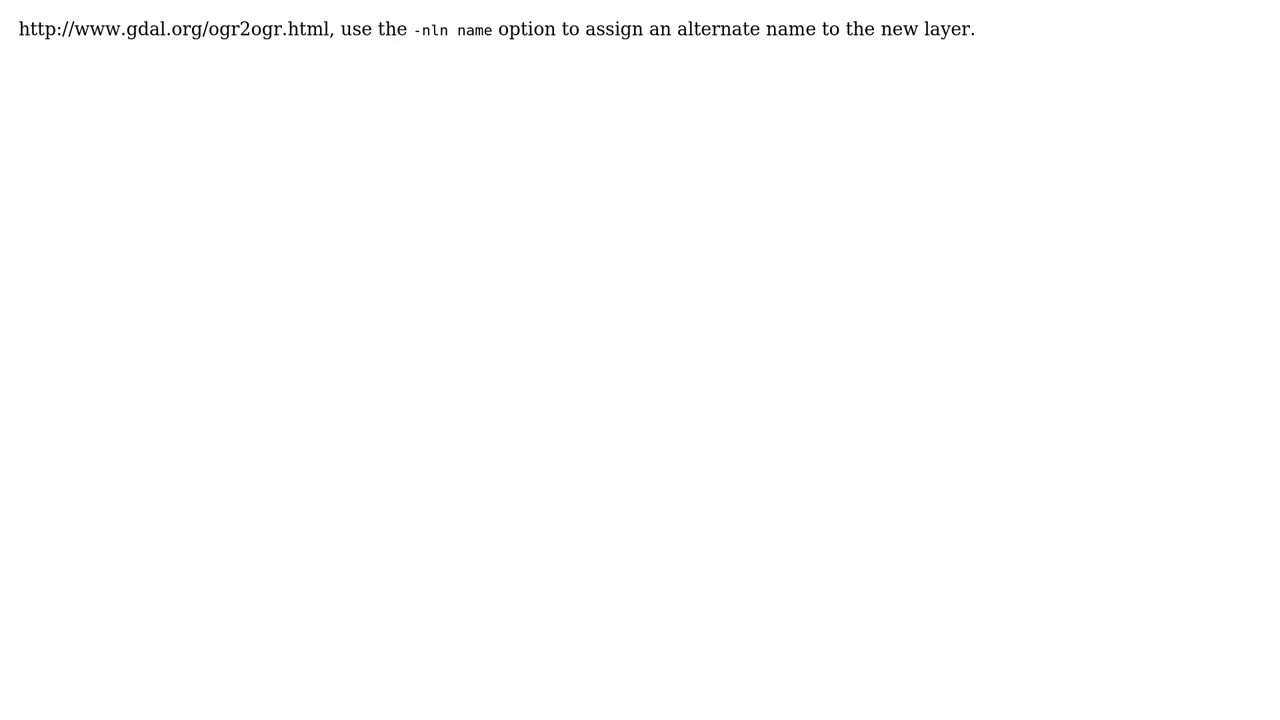 http://www.gdal.org/ogr2ogr.html, use the -nln name option to assign an alternate name to the new layer.